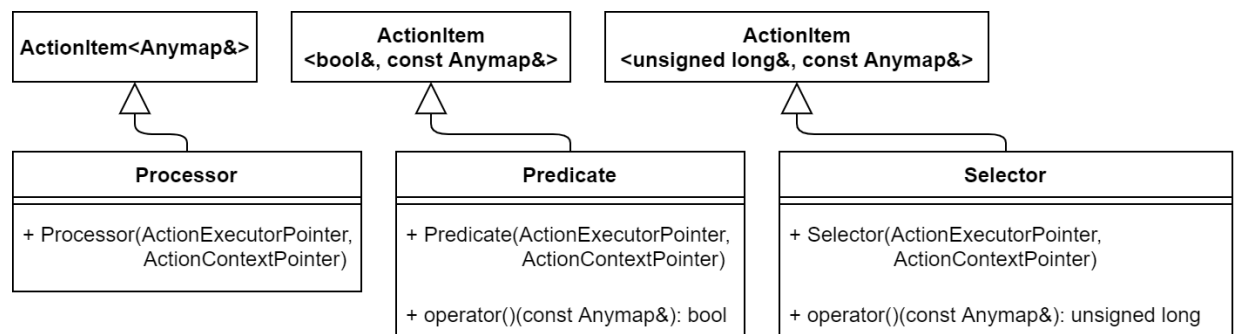 ActionItem<Anymap&>
ActionItem
<bool&, const Anymap&>
ActionItem
<unsigned long&, const Anymap&>
Processor
+ Processor(ActionExecutorPointer,
ActionContextPointer)
Predicate
+ Predicate(ActionExecutorPointer,
ActionContextPointer)
+ operator()(const Anymap&): bool
Selector
+ Selector(ActionExecutorPointer,
ActionContextPointer)
+ operator()(const Anymap&): unsigned long